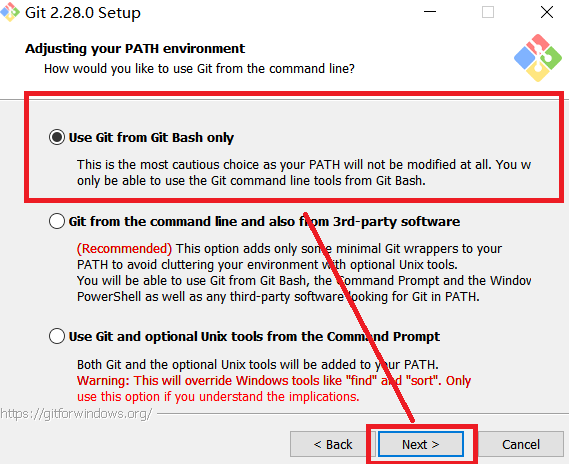 Git 2.28.0 Setup
Adjusting your PATH environment
How would you like to use Git from the command line?
Use Git from Git Bash only
This is the most cautious choice as your PATH will not be modified at all. You w
only be able to use the Git command line tools from Git Bash.
Git from the command line and also from 3rd-party software
(Recommended) This option adds only some minimal Git wrappers to your
PATH to avoid cluttering your environment with optional Unix tools.
You will be able to use Git from Git Bash, the Command Prompt and the Window
PowerShell as well as any third-party software looking for Git in PATH.
Use Git and optional Unix tools from the Command Prompt
Both Git and the optional Unix tools will be added to your PATH.
Warning: This will override Windows tools like "find" and "sort". Only
use this option if you understand the implications.
https://gitforwindows.org/
< Back Next > Cancel